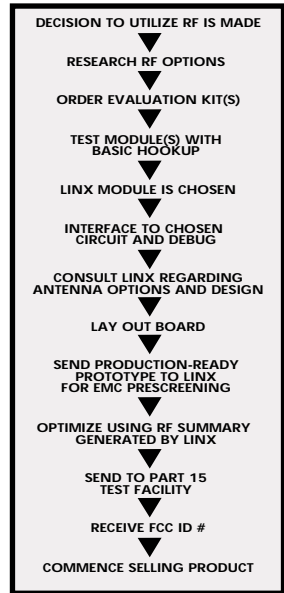 DECISION TO UTILIZE RF IS MADE
RESEARCH RF OPTIONS
ORDER EVALUATION KIT(S)
TEST MODULE(S) WITH
BASIC HOOKUP
LINX MODULE IS CHOSEN
INTERFACE TO CHOSEN
CIRCUIT AND DEBUG
CONSULT LINX REGARDING
ANTENNA OPTIONS AND DESIGN
LAY OUT BOARD
SEND PRODUCTION-READY
PROTOTYPE TO LINX
FOR EMC PRESCREENING
OPTIMIZE USING RF SUMMARY
GENERATED BY LINX
SEND TO PART 15
TEST FACILITY
RECEIVE FCC ID #
COMMENCE SELLING PRODUCT